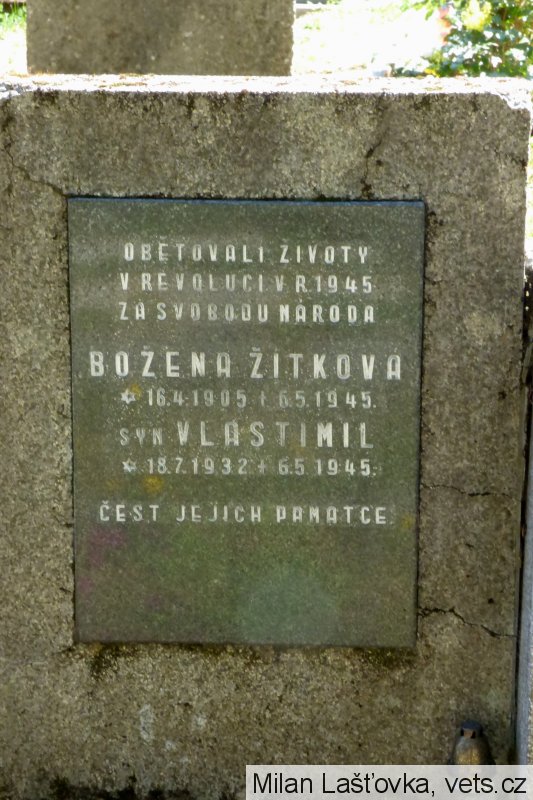 OBĚTOVALI ŽIVOTY
V REVOLUCI V R.1945
ZA SVOBODU NÁRODA
BOŽENA ŽITKOVÁ
* 16.4.1905 + 6.5.1945.
SYN VLASTIMIL
* 18.7.1932 + 6.5.1945.
ČEST JEJICH PAMÁTCE
Milan Lašťovka, vets.cz